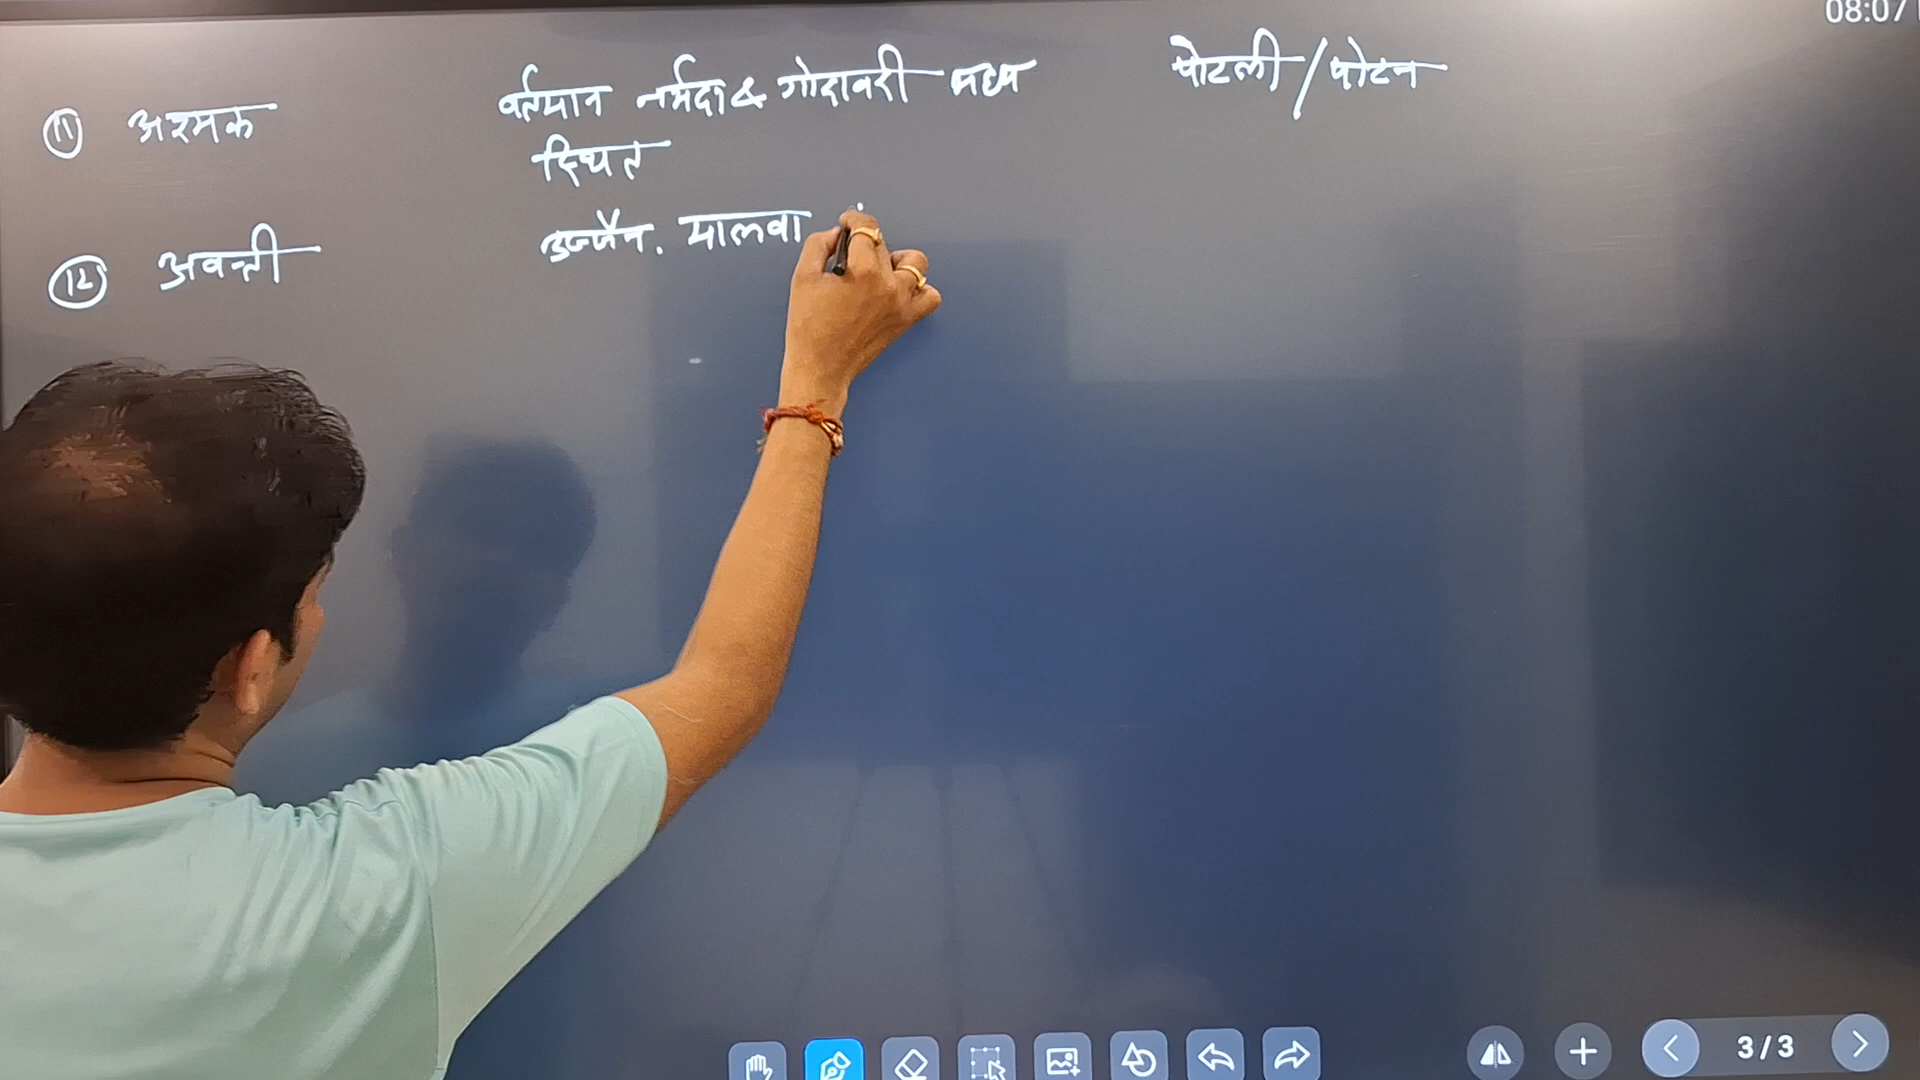 08:07
⑪ अश्मक वर्तमान नर्मदा & गोदावरी मध्य पोटली/पोटन
स्थित
⑫ अवन्ती उज्जैन. मालवा
3/3